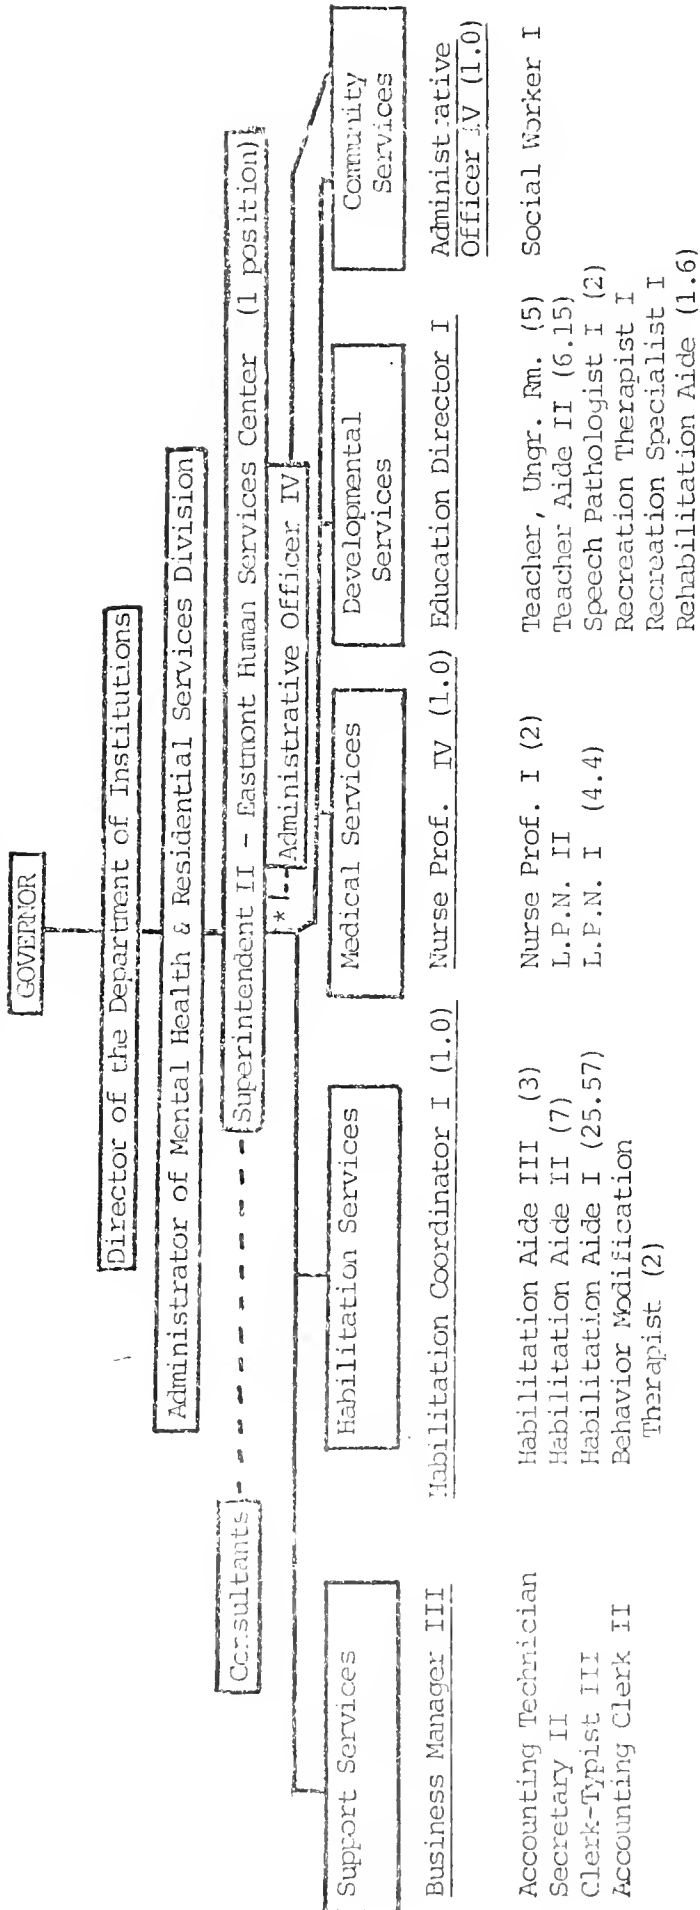 GOVERNOR
Director of the Department of Institutions
Administrator of Mental Health & Residential Services Division
Consultants
Superintendent II - Eastmont Human Services Center (1 position)
*
Administrative Officer IV
Support Services
Business Manager III
Accounting Technician
Secretary II
Clerk-Typist III
Accounting Clerk II
Habilitation Services
Habilitation Coordinator I (1.0)
Habilitation Aide III (3)
Habilitation Aide II (7)
Habilitation Aide I (25.57)
Behavior Modification
Therapist (2)
Medical Services
Nurse Prof. IV (1.0)
Nurse Prof. I (2)
L.P.N. II
L.P.N. I (4.4)
Developmental
Services
Education Director I
Teacher, Ungr. Rm. (5)
Teacher Aide II (6.15)
Speech Pathologist I (2)
Recreation Therapist I
Recreation Specialist I
Rehabilitation Aide (1.6)
Community
Services
Administrative
Officer IV (1.0)
Social Worker I